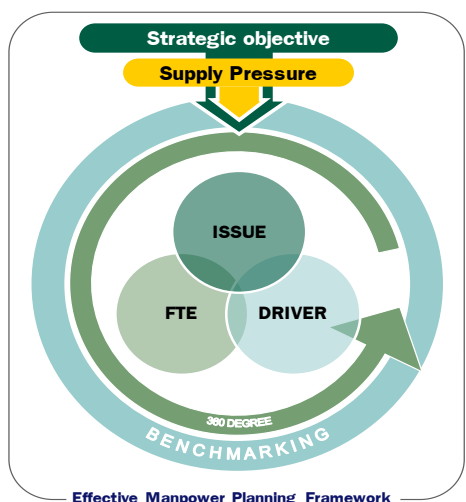 Strategic objective
Supply Pressure
ISSUE
FTE
DRIVER
360 DEGREE
BENCHMARKING
Effective Manpower Planning Framework